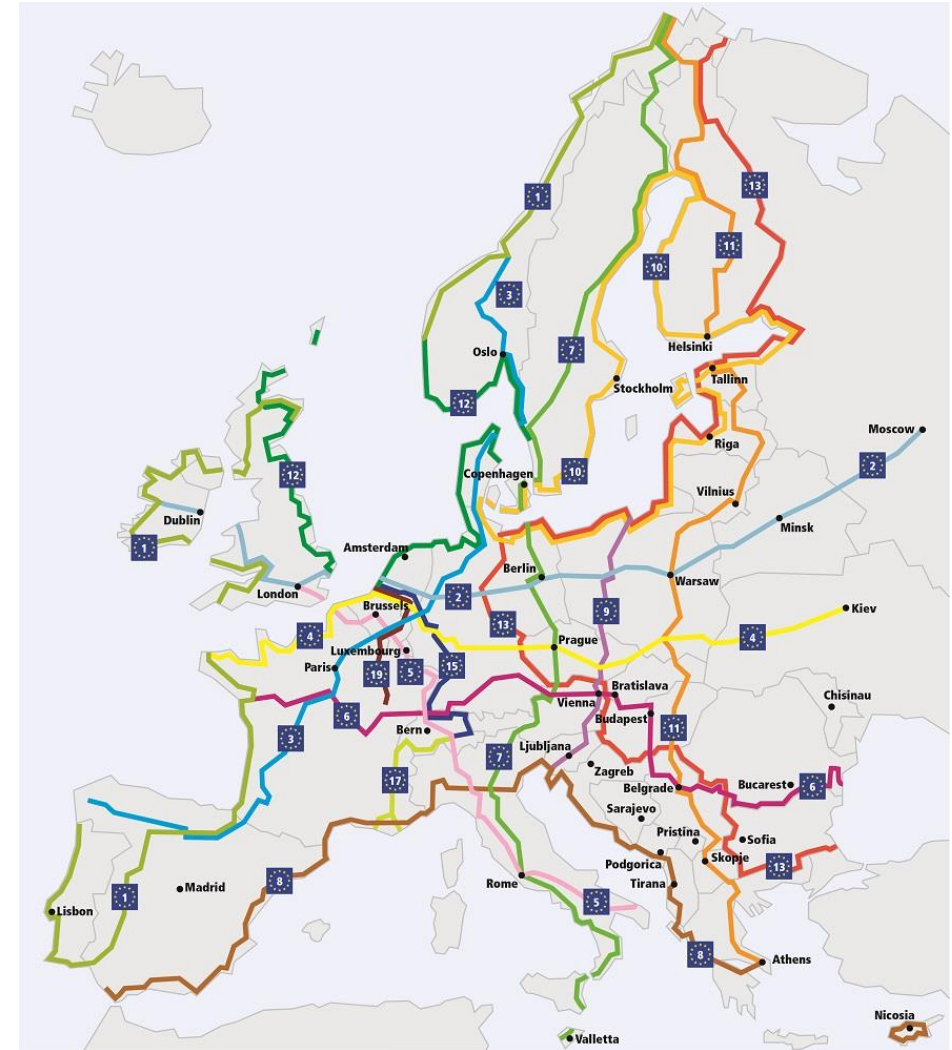 1
13
11
10
3
7
Oslo
Helsinki
Stockholm
Tallinn
12
Moscow
Riga
2
12
Copenhagen
10
Vilnius
Dublin
Minsk
1
Amsterdam
Berlin
Warsaw
London
2
Brussels
9
Kiev
13
4
4
Prague
Luxembourg
Paris
19
5
15
Bratislava
Vienna
Chisinau
6
Budapest
Bern
11
3
Ljubljana
7
Zagreb
17
Belgrade
Bucarest
6
Sarajevo
Pristina
Sofia
Podgorica
Skopje
13
Rome
Tirana
8
Madrid
1
5
Lisbon
8
Athens
Nicosia
Valletta